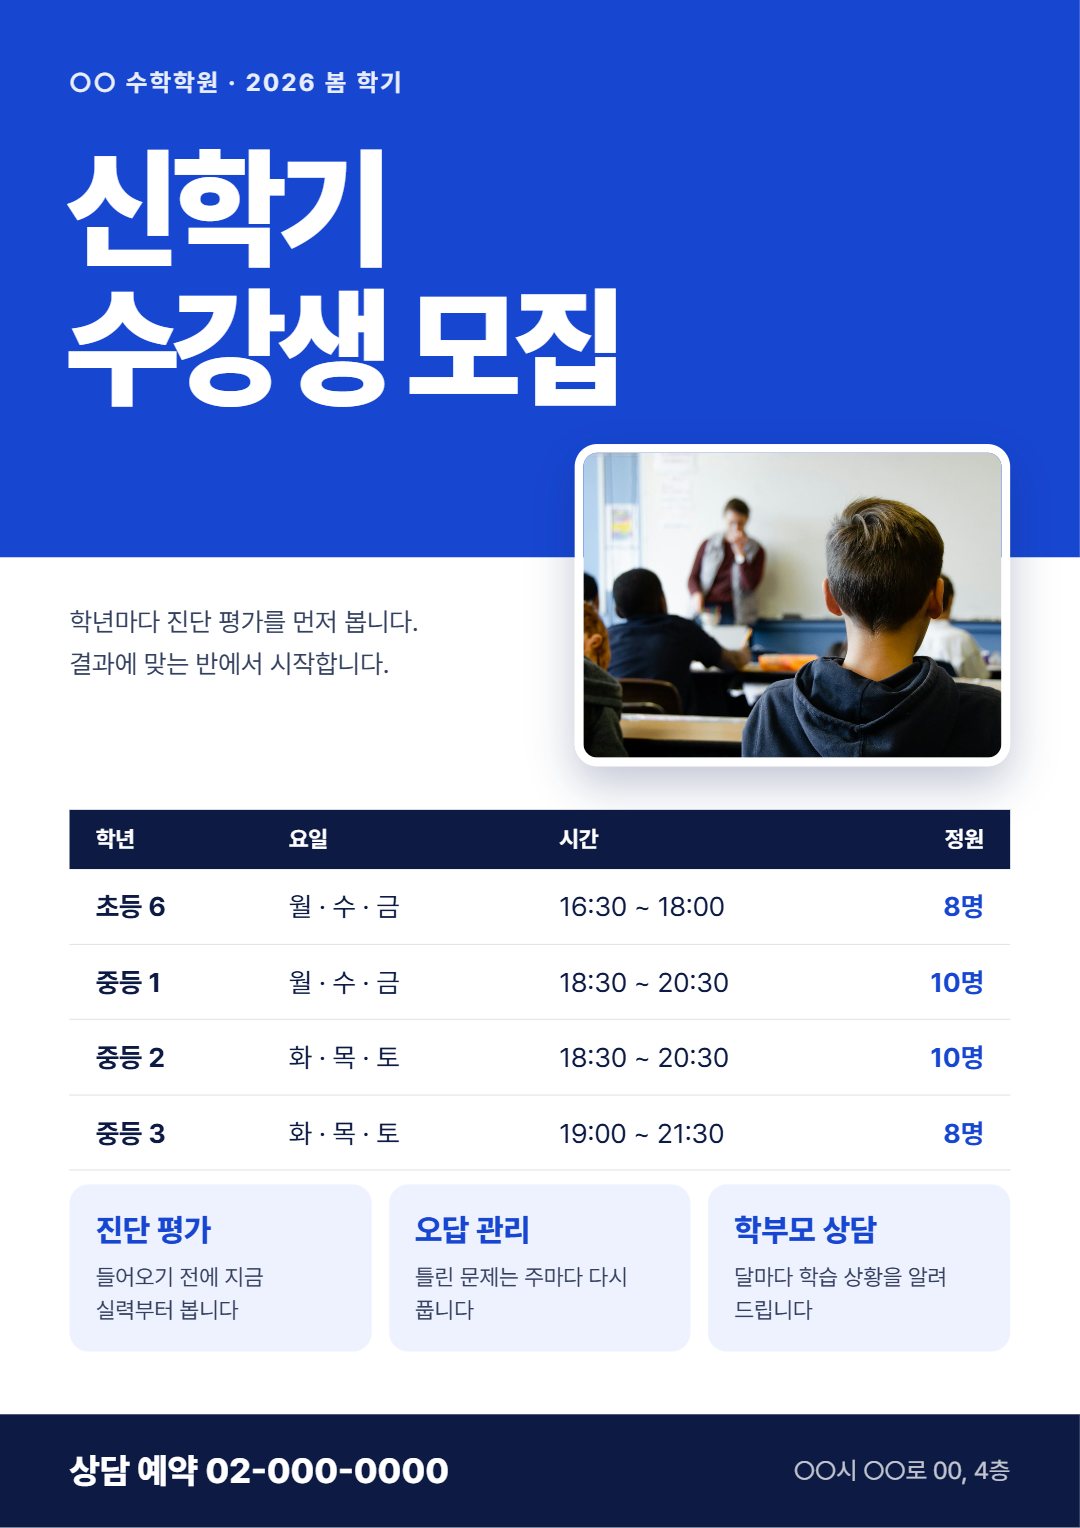 ○○ 수학학원 · 2026 봄 학기
신학기
수강생 모집
학년마다 진단 평가를 먼저 봅니다.
결과에 맞는 반에서 시작합니다.
학년 요일 시간 정원
초등 6 월 · 수 · 금 16:30 ~ 18:00 8명
중등 1 월 · 수 · 금 18:30 ~ 20:30 10명
중등 2 화 · 목 · 토 18:30 ~ 20:30 10명
중등 3 화 · 목 · 토 19:00 ~ 21:30 8명
진단 평가
들어오기 전에 지금
실력부터 봅니다
오답 관리
틀린 문제는 주마다 다시
풉니다
학부모 상담
달마다 학습 상황을 알려
드립니다
상담 예약 02-000-0000
○○시 ○○로 00, 4층